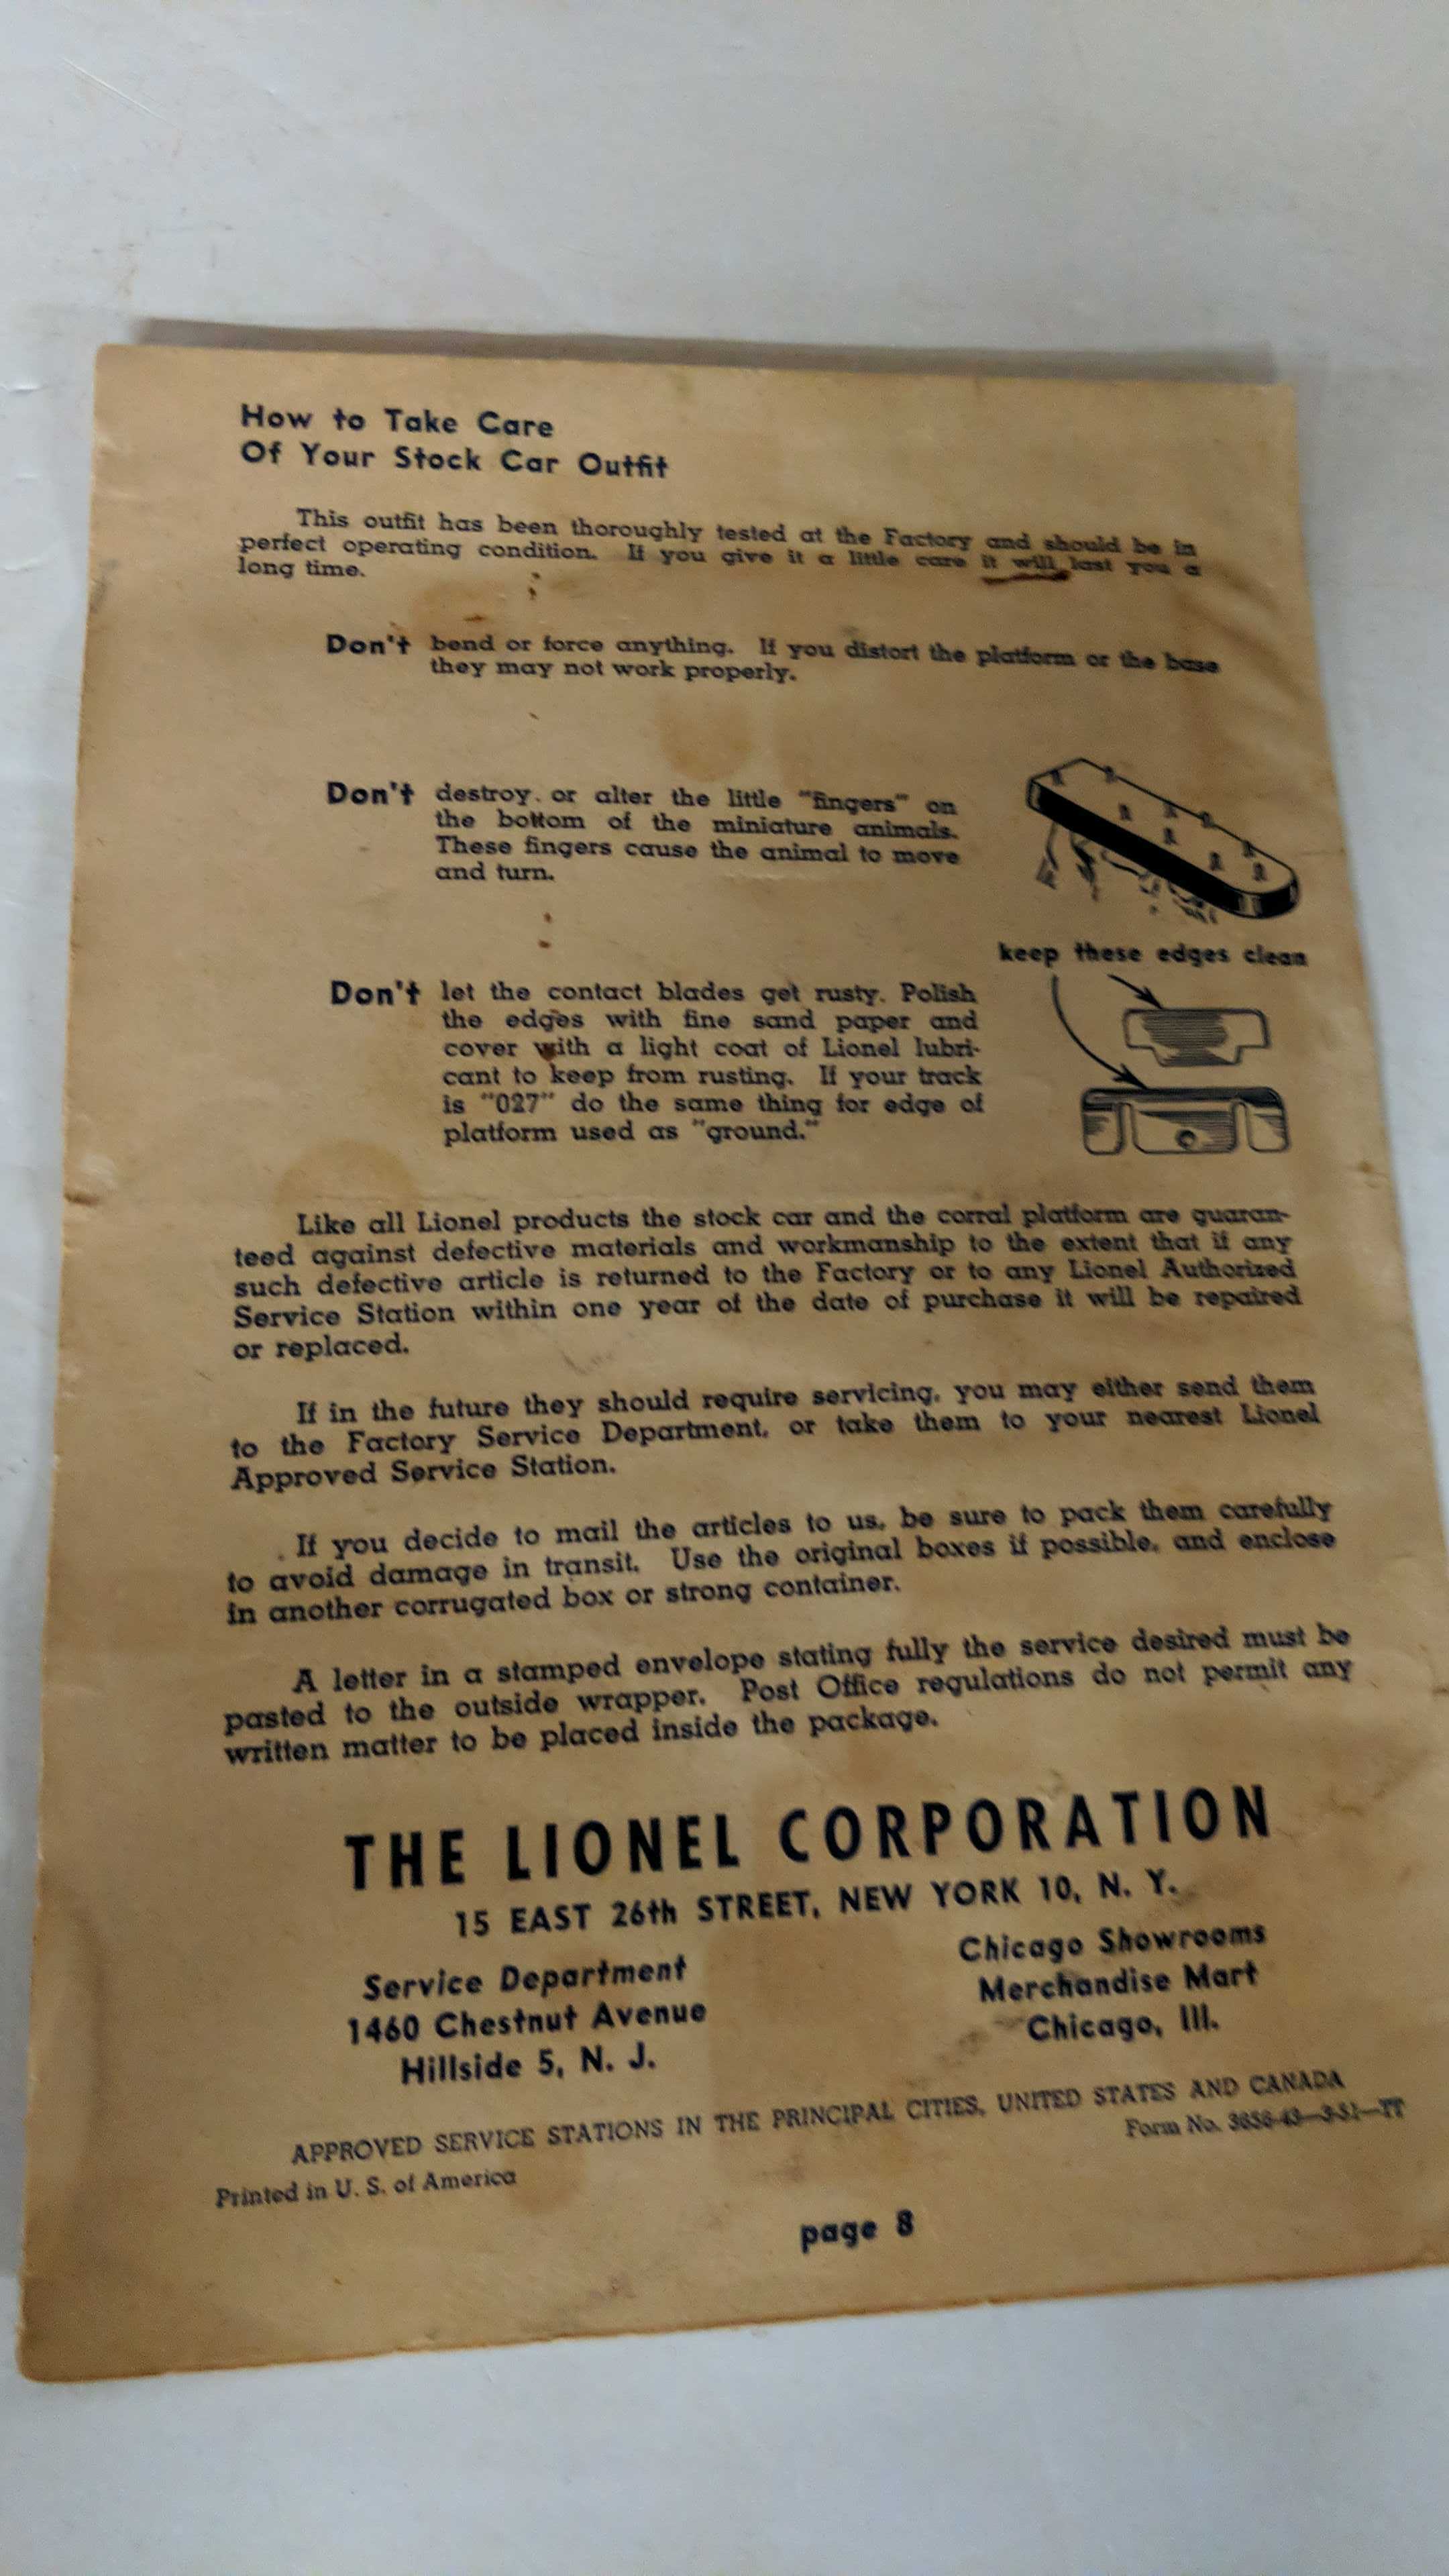 How to Take Care
Of Your Stock Car Outfit
This outfit has been thoroughly tested at the Factory and should be in
perfect operating condition. If you give it a little care it will last you a
long time.
Don't bend or force anything. If you distort the platform or the base
they may not work properly.
Don't destroy or alter the little "fingers" on
the bottom of the miniature animals.
These fingers cause the animal to move
and turn.
keep these edges clean
Don't let the contact blades get rusty. Polish
the edges with fine sand paper and
cover with a light coat of Lionel lubri-
cant to keep from rusting. If your track
is "027" do the same thing for edge of
platform used as "ground."
Like all Lionel products the stock car and the corral platform are guaran-
teed against defective materials and workmanship to the extent that if any
such defective article is returned to the Factory or to any Lionel Authorized
Service Station within one year of the date of purchase it will be repaired
or replaced.
If in the future they should require servicing, you may either send them
to the Factory Service Department, or take them to your nearest Lionel
Approved Service Station.
If you decide to mail the articles to us, be sure to pack them carefully
to avoid damage in transit. Use the original boxes if possible, and enclose
in another corrugated box or strong container.
A letter in a stamped envelope stating fully the service desired must be
pasted to the outside wrapper. Post Office regulations do not permit any
written matter to be placed inside the package.
THE LIONEL CORPORATION
15 EAST 26th STREET, NEW YORK 10, N. Y.
Service Department
1460 Chestnut Avenue
Hillside 5, N. J.
Chicago Showrooms
Merchandise Mart
Chicago, Ill.
APPROVED SERVICE STATIONS IN THE PRINCIPAL CITIES, UNITED STATES AND CANADA
Printed in U. S. of America
Form No. 3656-43—3-51—TT
page 8